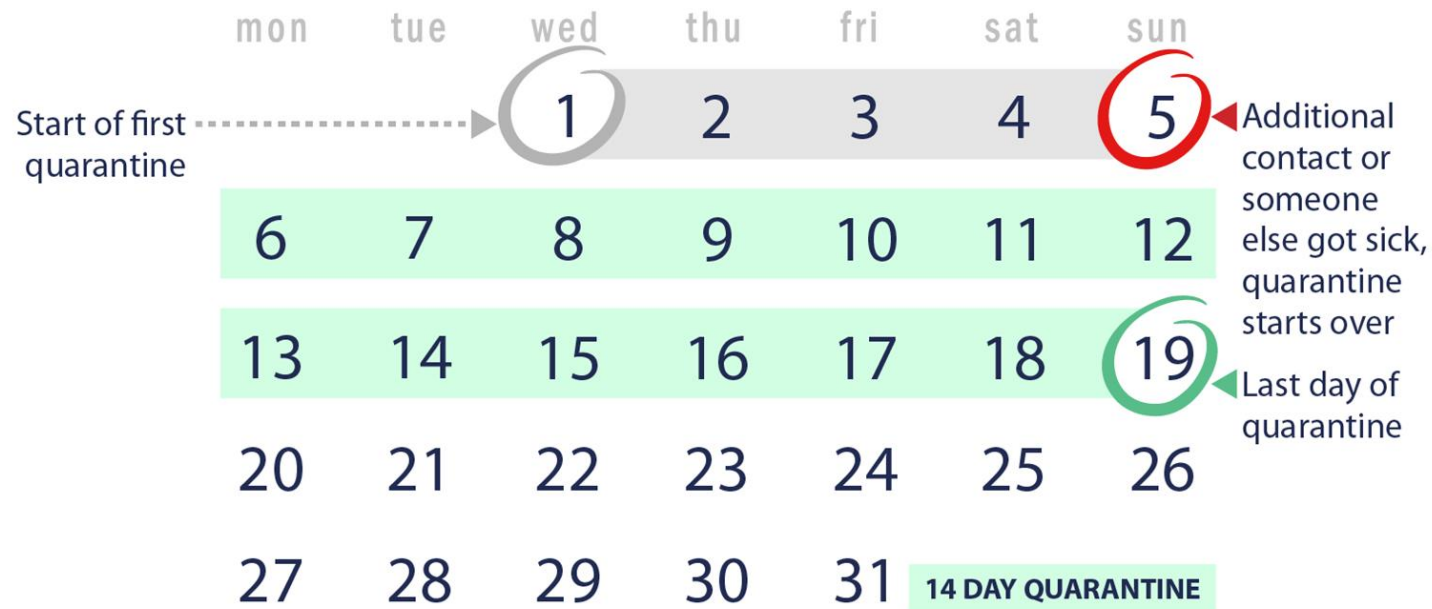 mon tue wed thu fri sat sun
Start of first
quarantine
1 2 3 4 5
Additional
contact or
someone
else got sick,
quarantine
starts over
6 7 8 9 10 11 12
13 14 15 16 17 18 19
Last day of
quarantine
20 21 22 23 24 25 26
27 28 29 30 31
14 DAY QUARANTINE